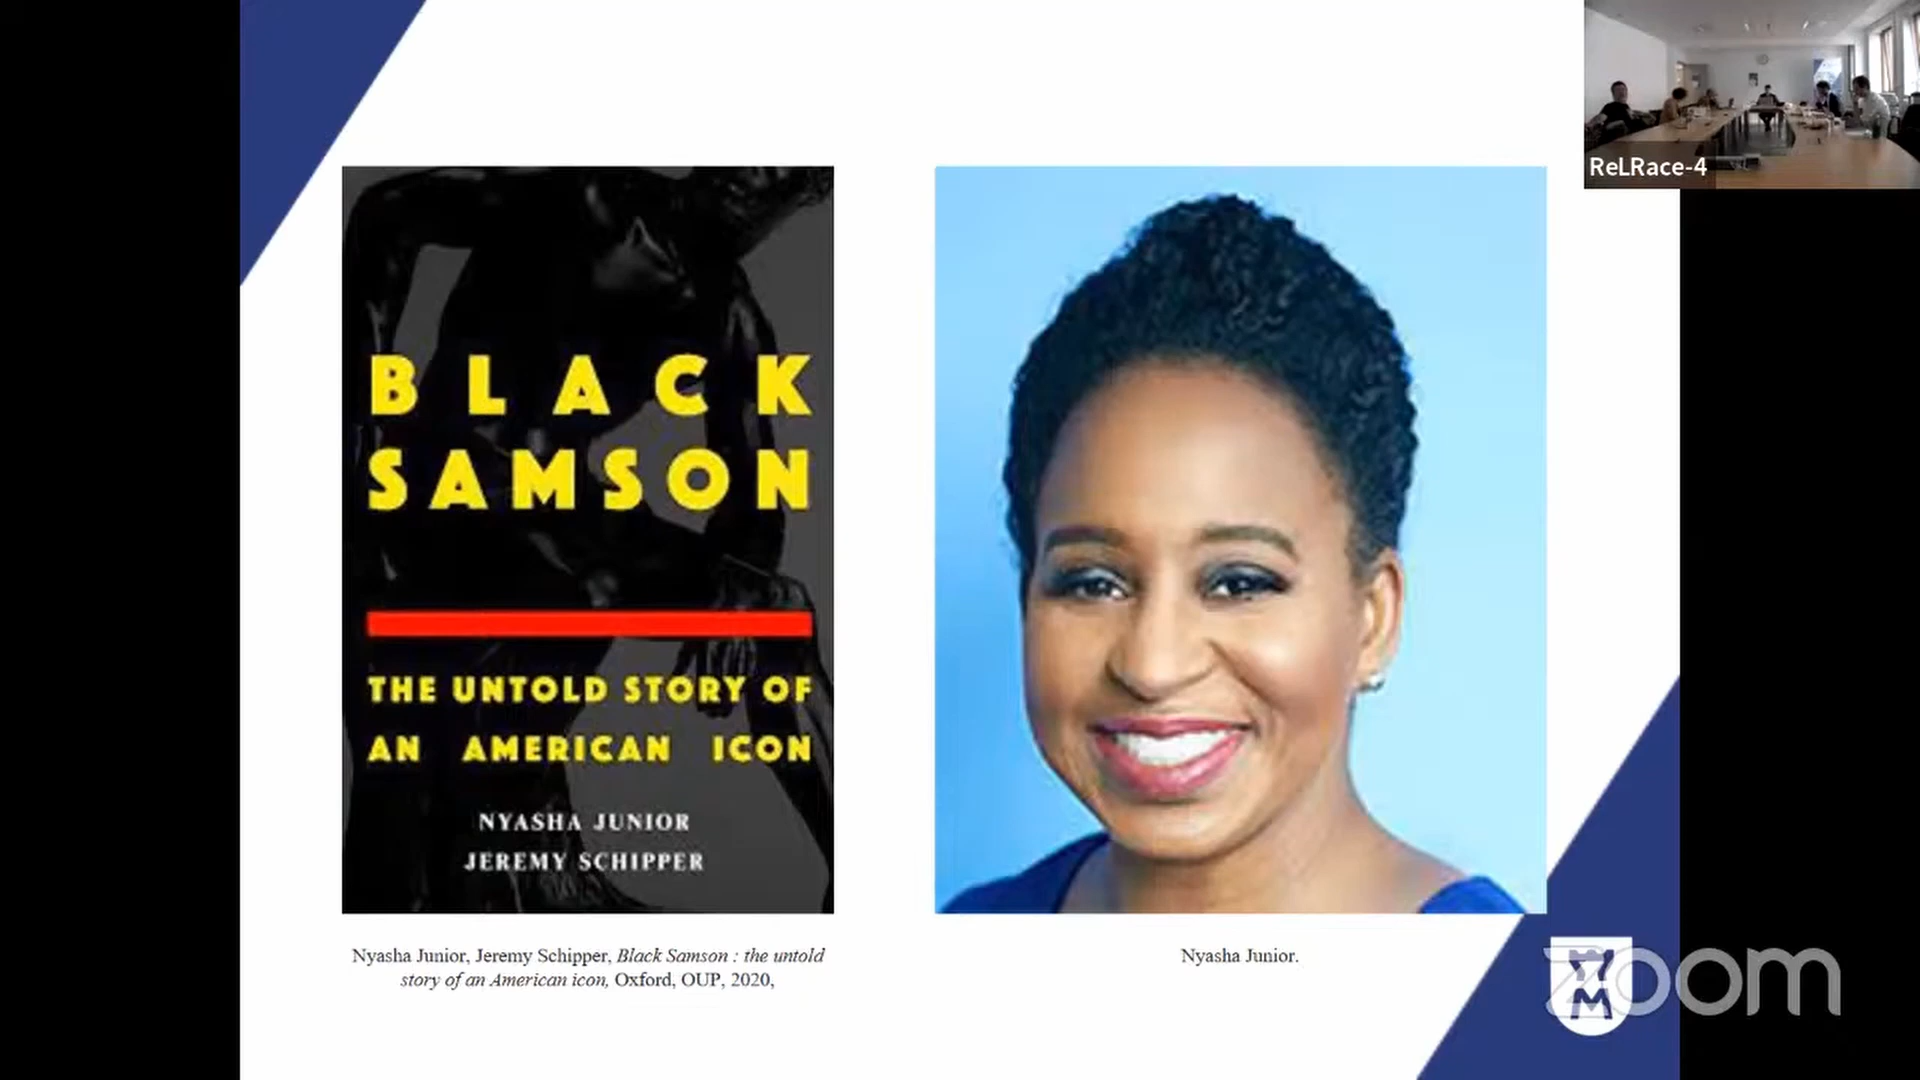 ReLRace-4
BLACK
SAMSON
THE UNTOLD STORY OF
AN AMERICAN ICON
NYASHA JUNIOR
JEREMY SCHIPPER
Nyasha Junior, Jeremy Schipper, Black Samson : the untold
story of an American icon, Oxford, OUP, 2020,
Nyasha Junior.
zoom